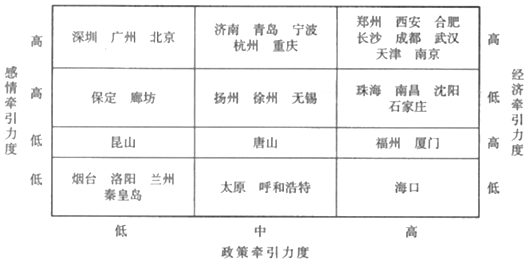 高 深圳 广州 北京 济南 青岛 宁波 郑州 西安 合肥 高
杭州 重庆 长沙 成都 武汉
天津 南京
感情牵引力度
经济牵引力度
高 保定 廊坊 扬州 徐州 无锡 珠海 南昌 沈阳 低
石家庄
低 昆山 唐山 福州 厦门 高
低 烟台 洛阳 兰州 太原 呼和浩特 海口 低
秦皇岛
低 中 高
政策牵引力度